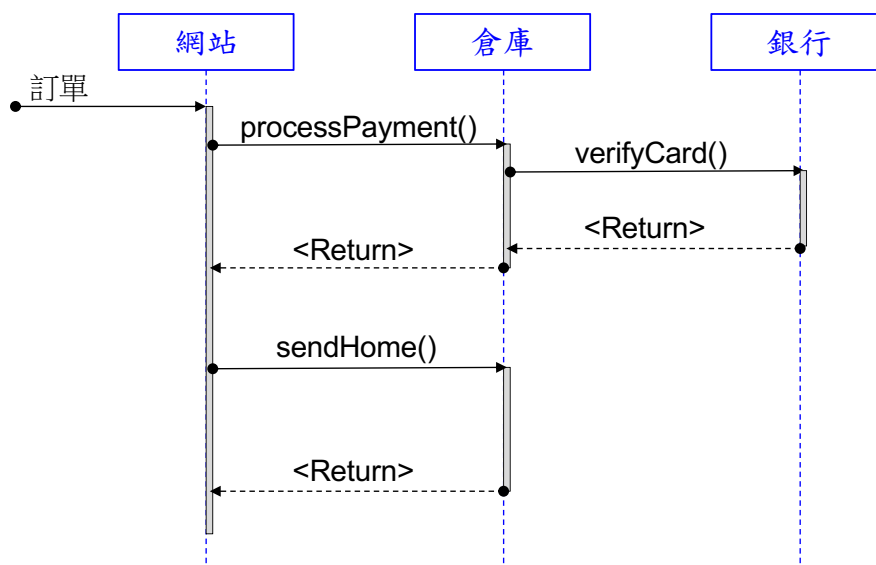 網站
倉庫
銀行
訂單
processPayment()
verifyCard()
<Return>
<Return>
sendHome()
<Return>